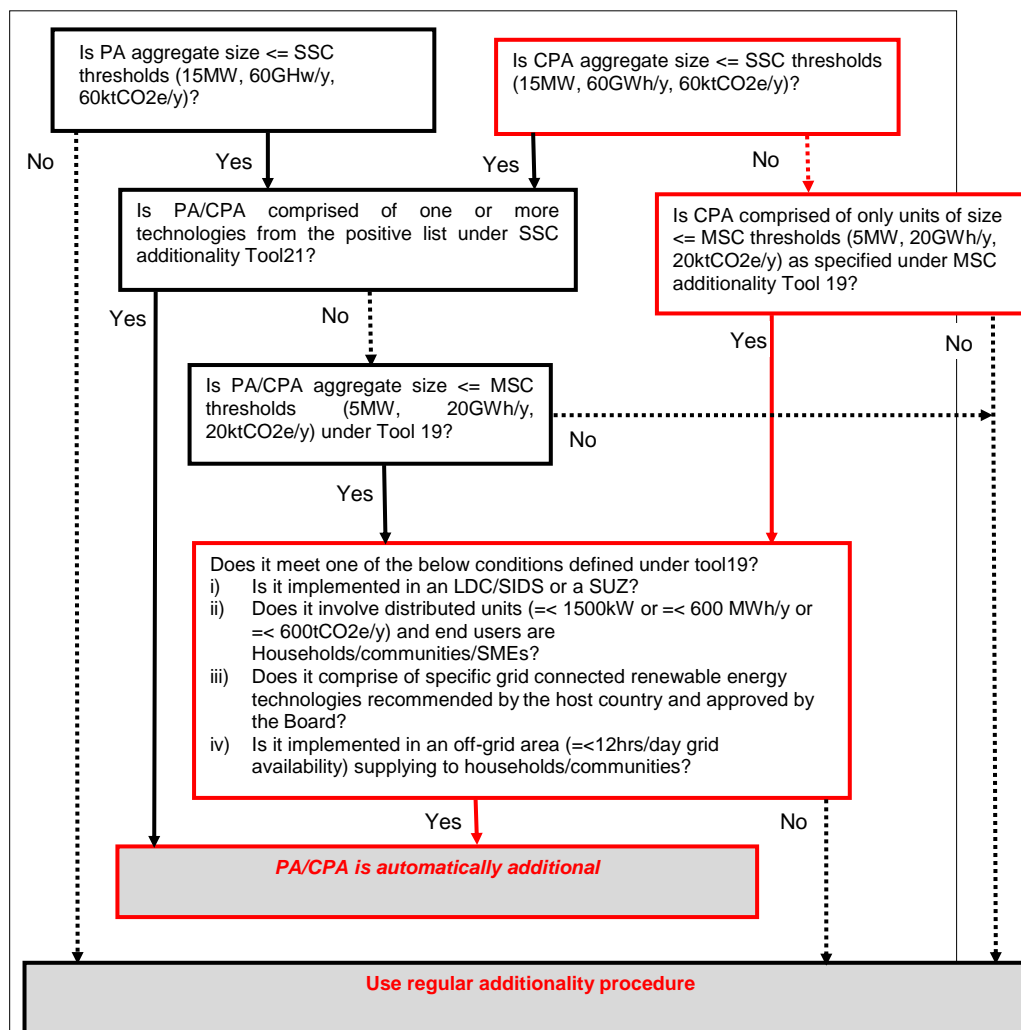 Is PA aggregate size <= SSC
thresholds (15MW, 60GHw/y,
60ktCO2e/y)?
Is CPA aggregate size <= SSC thresholds
(15MW, 60GWh/y, 60ktCO2e/y)?
No
Yes
Yes
No
Is PA/CPA comprised of one or more
technologies from the positive list under SSC
additionality Tool21?
Is CPA comprised of only units of size
<= MSC thresholds (5MW, 20GWh/y,
20ktCO2e/y) as specified under MSC
additionality Tool 19?
Yes
No
Yes
No
Is PA/CPA aggregate size <= MSC
thresholds (5MW, 20GWh/y,
20ktCO2e/y) under Tool 19?
No
Yes
Does it meet one of the below conditions defined under tool19?
i) Is it implemented in an LDC/SIDS or a SUZ?
ii) Does it involve distributed units (=< 1500kW or =< 600 MWh/y or
=< 600tCO2e/y) and end users are
Households/communities/SMEs?
iii) Does it comprise of specific grid connected renewable energy
technologies recommended by the host country and approved by
the Board?
iv) Is it implemented in an off-grid area (=<12hrs/day grid
availability) supplying to households/communities?
Yes
No
PA/CPA is automatically additional
Use regular additionality procedure